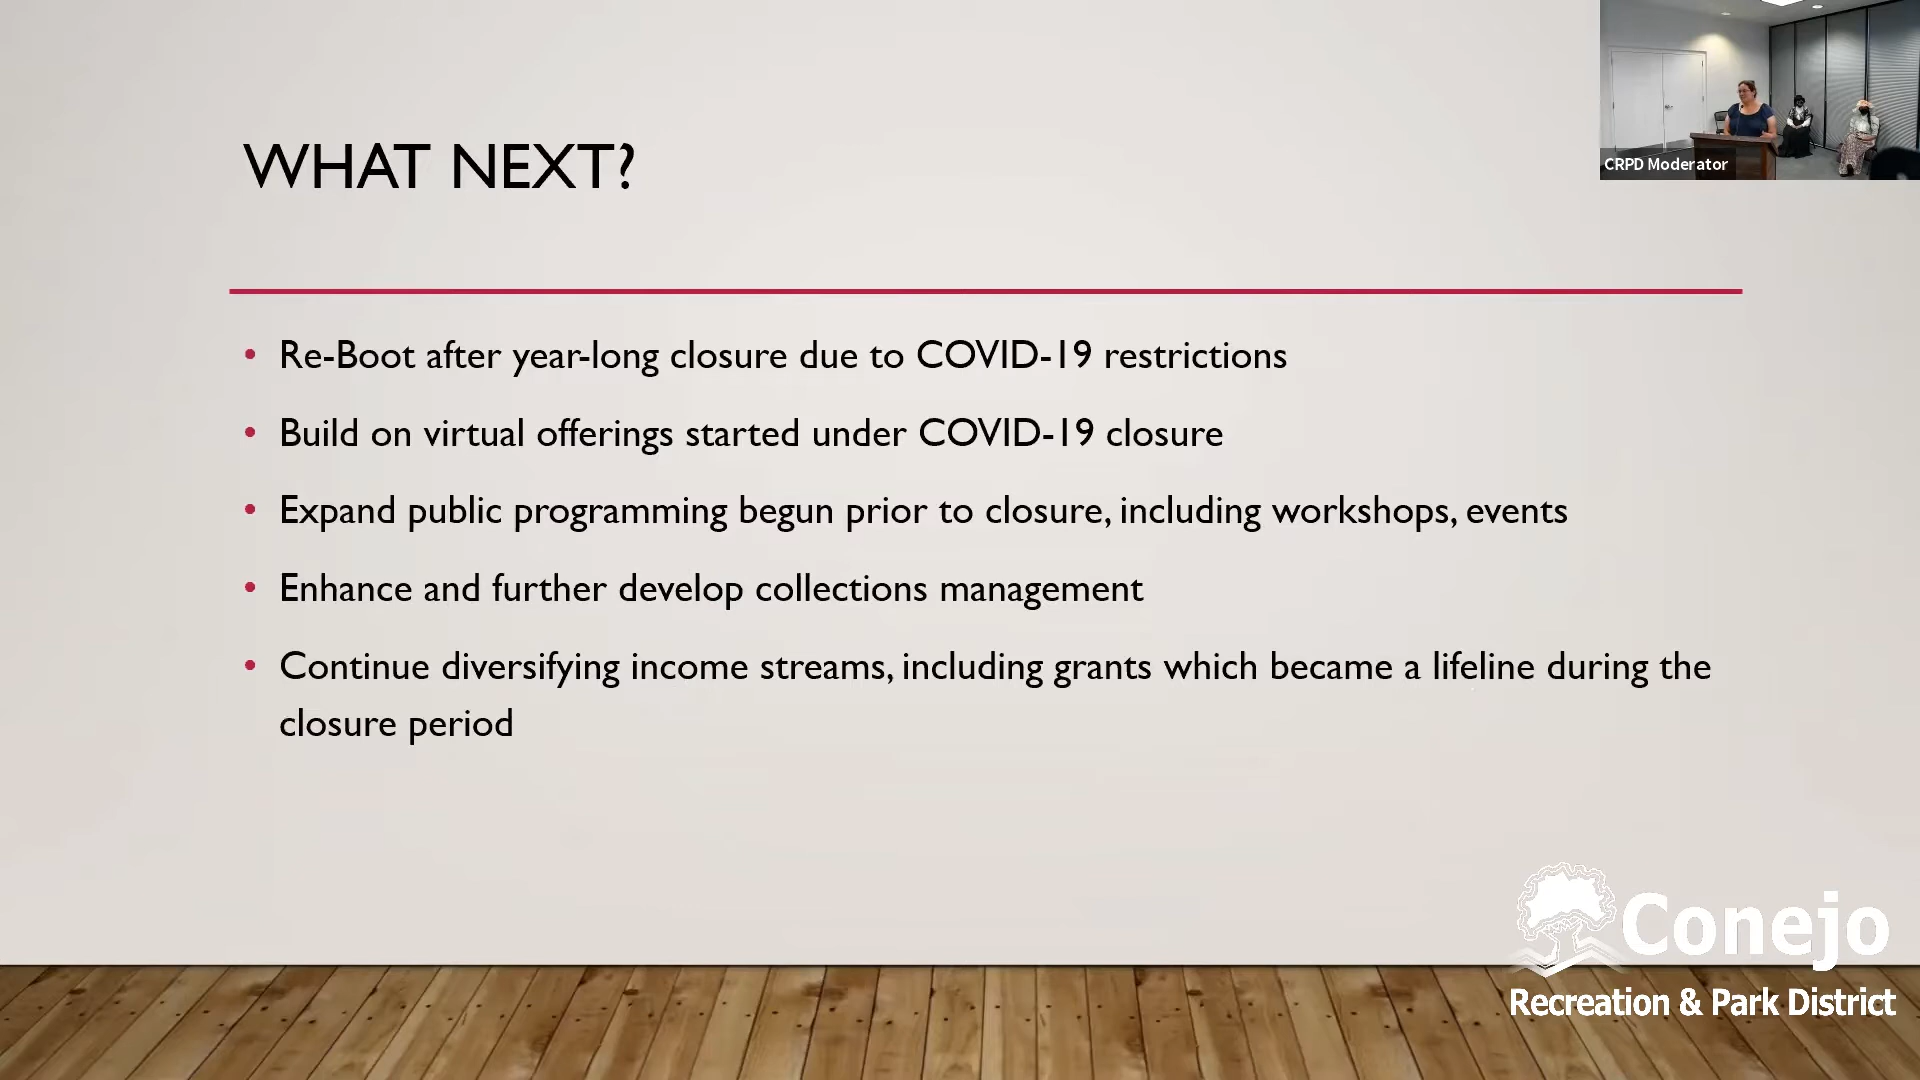 WHAT NEXT?
CRPD Moderator
• Re-Boot after year-long closure due to COVID-19 restrictions
• Build on virtual offerings started under COVID-19 closure
• Expand public programming begun prior to closure, including workshops, events
• Enhance and further develop collections management
• Continue diversifying income streams, including grants which became a lifeline during the
closure period
Conejo
Recreation & Park District